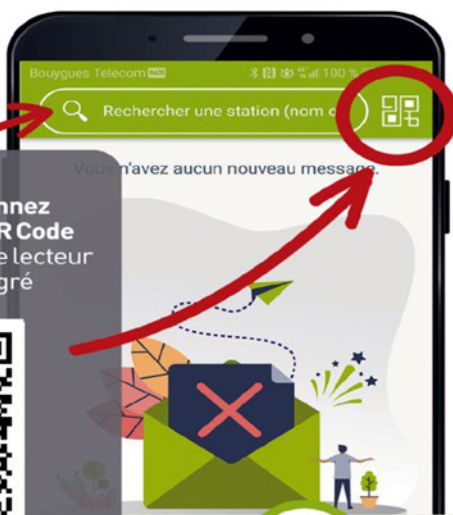 Bouygues Telecom
100 %
Rechercher une station (nom o
Vous n'avez aucun nouveau message.
nnez
R Code
e lecteur
gré